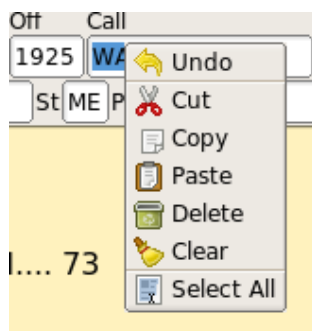 Off Call
1925 WA Undo
St ME P Cut
Copy
Paste
Delete
.... 73 Clear
Select All